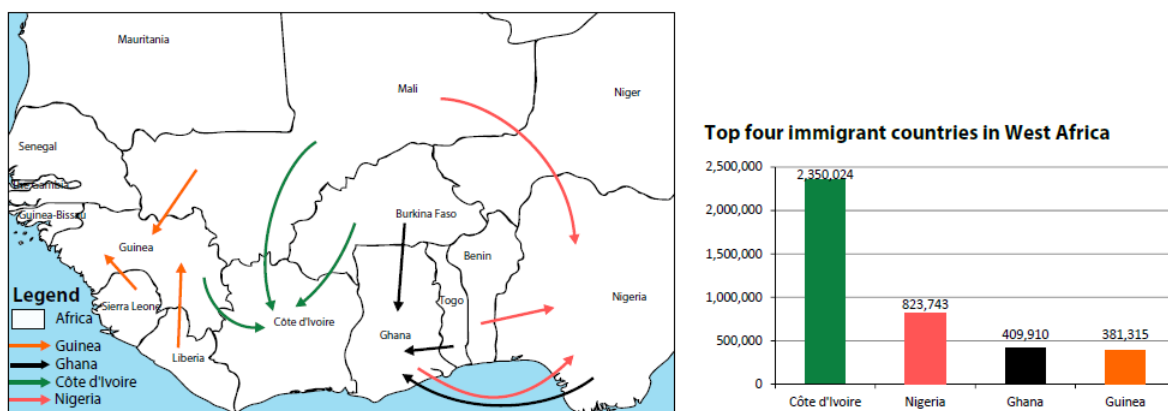 Mauritania
Mali
Niger
Senegal
The Gambia
Guinea-Bissau
Burkina Faso
Guinea
Benin
Nigeria
Sierra Leone
Togo
Côte d'Ivoire
Ghana
Liberia
Legend
Africa
Guinea
Ghana
Côte d'Ivoire
Nigeria
Top four immigrant countries in West Africa
2,500,000
2,350,024
2,000,000
1,500,000
1,000,000
823,743
500,000
409,910
381,315
0
Côte d'Ivoire Nigeria Ghana Guinea